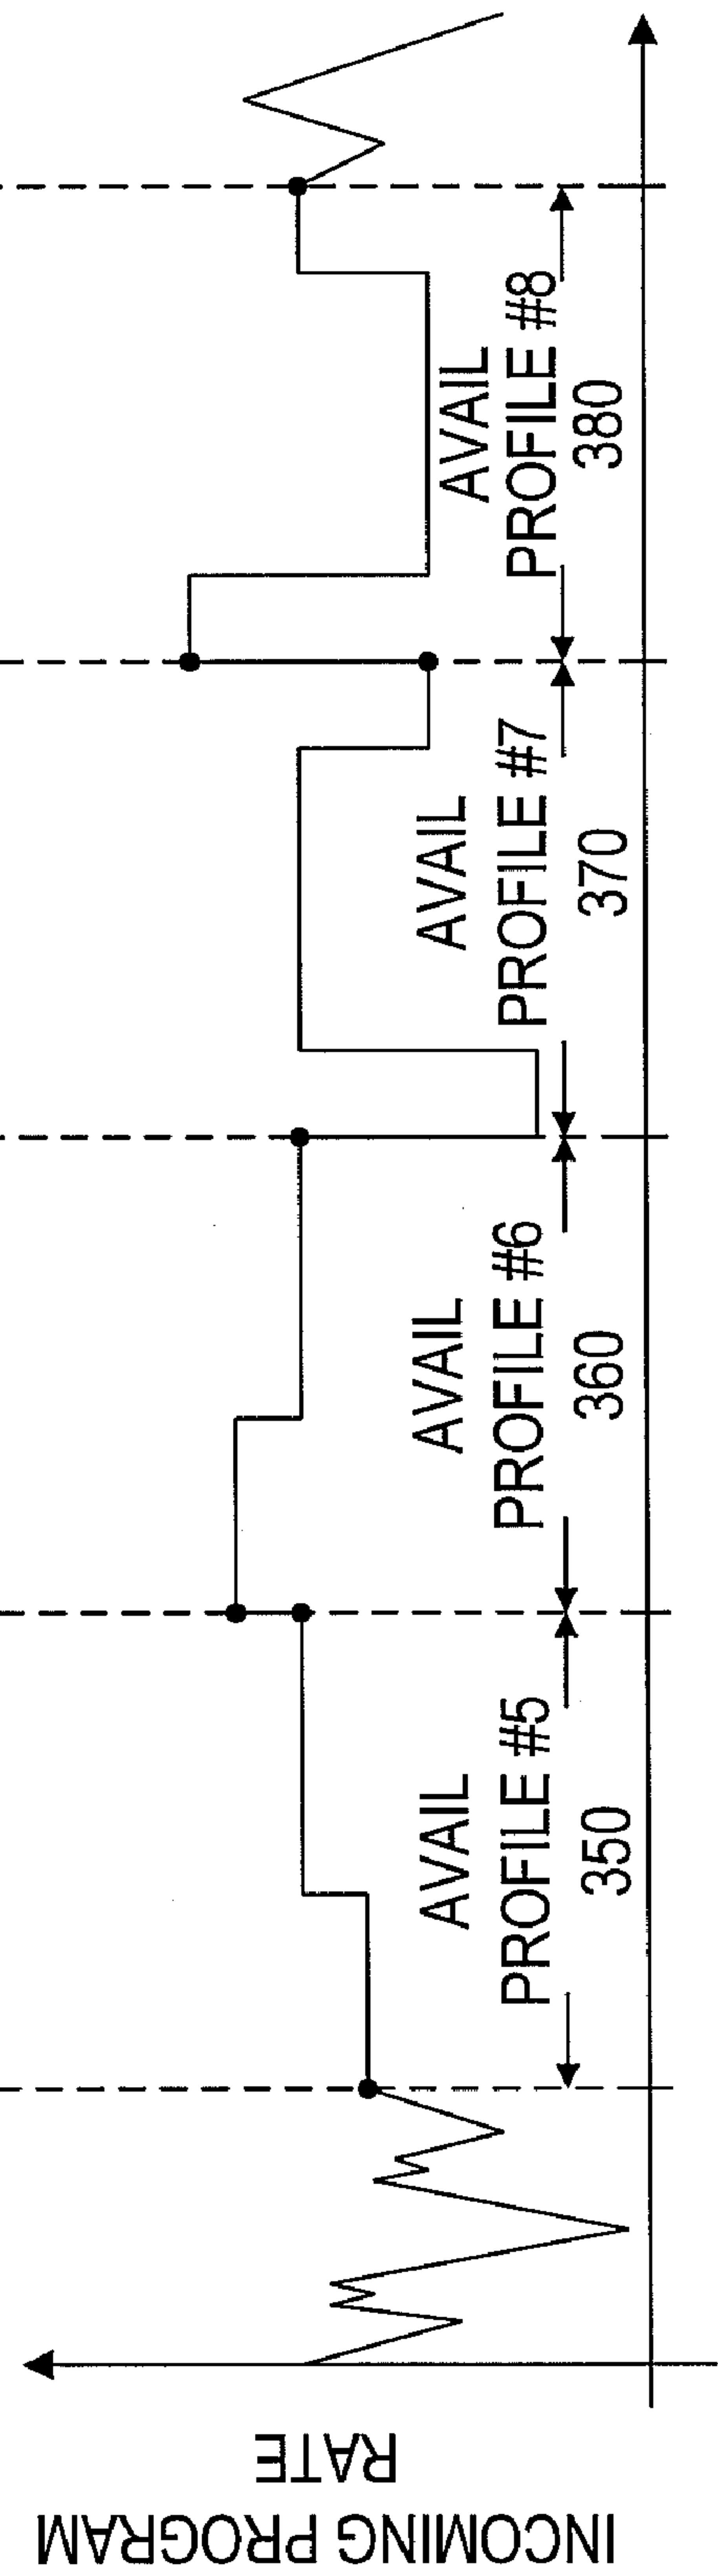 INCOMING PROGRAM
RATE
AVAIL
PROFILE #5
350
AVAIL
PROFILE #6
360
AVAIL
PROFILE #7
370
AVAIL
PROFILE #8
380